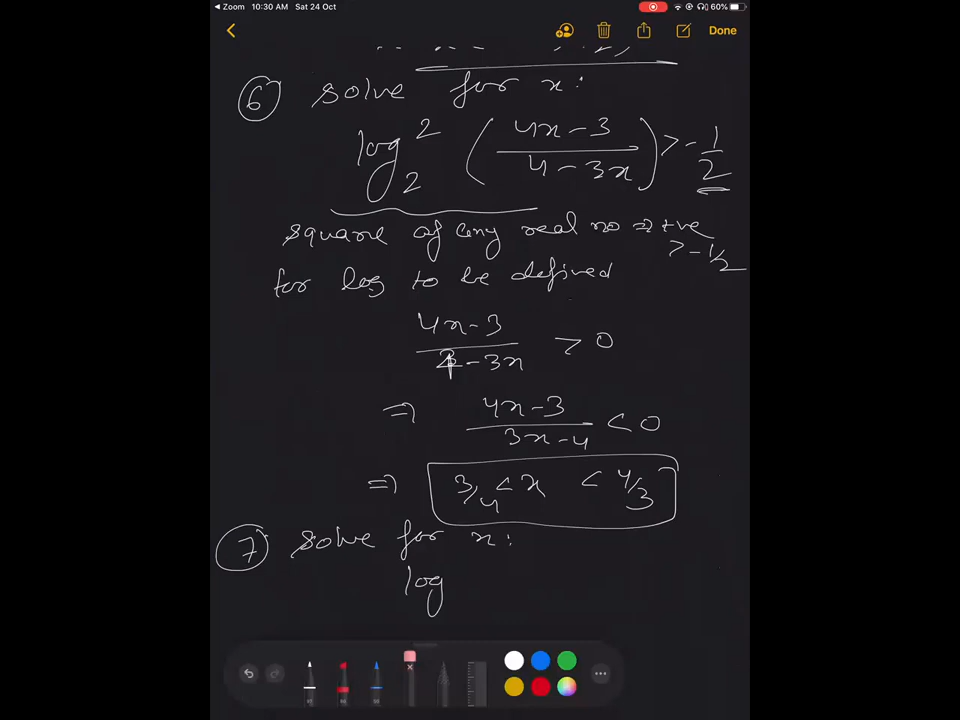 Zoom 10:30 AM Sat 24 Oct 60%
Done
6 solve for x:
log₂² (4x-3 / 4-3x) > -1/2
square of any real no ⇒ +ve
> -1/2
for log to be defined
4x-3 / 4-3x > 0
⇒ 4x-3 / 3x-4 < 0
⇒ 3/4 < x < 4/3
7 solve for x:
log